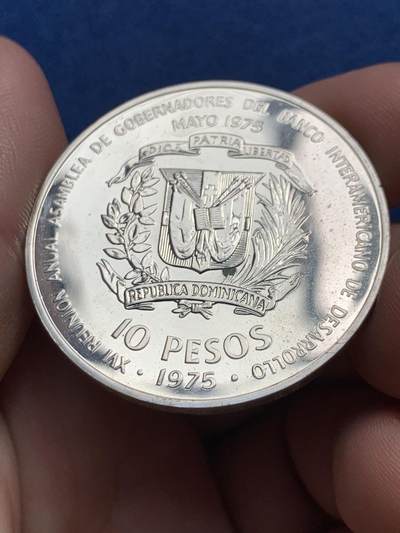 XVI REUNION ANUAL ASAMBLEA DE GOBERNADORES DEL BANCO INTERAMERICANO DE DESARROLLO
MAYO 1975
DIOS PATRIA LIBERTAD
REPUBLICA DOMINICANA
10 PESOS
· 1975 ·